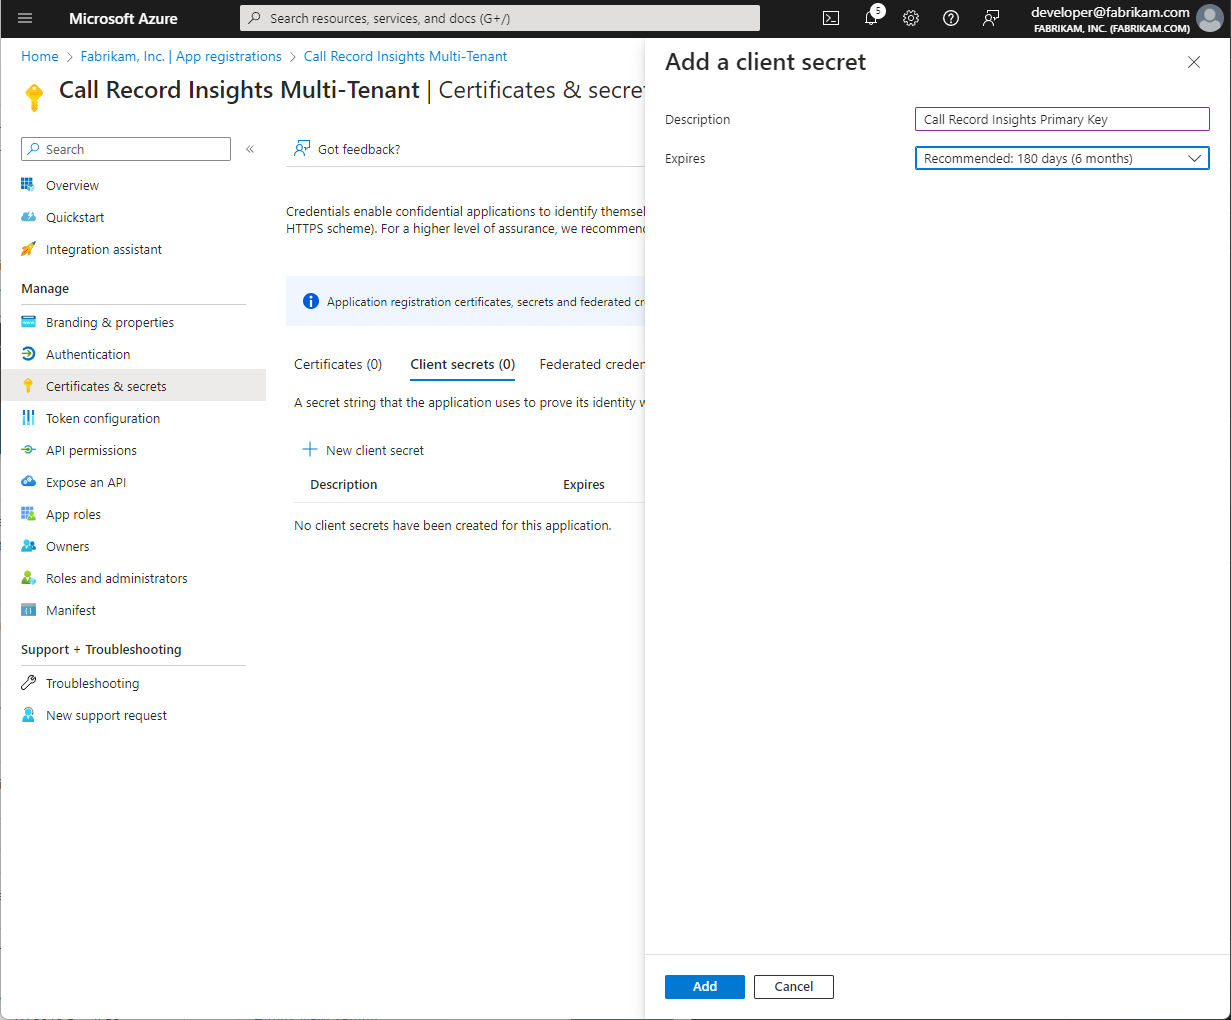 Microsoft Azure
Search resources, services, and docs (G+/)
5
developer@fabrikam.com
FABRIKAM, INC. (FABRIKAM.COM)
Home > Fabrikam, Inc. | App registrations > Call Record Insights Multi-Tenant
Call Record Insights Multi-Tenant | Certificates & secre
Search
«
Overview
Quickstart
Integration assistant
Manage
Branding & properties
Authentication
Certificates & secrets
Token configuration
API permissions
Expose an API
App roles
Owners
Roles and administrators
Manifest
Support + Troubleshooting
Troubleshooting
New support request
Got feedback?
Credentials enable confidential applications to identify themsel
HTTPS scheme). For a higher level of assurance, we recommend
Application registration certificates, secrets and federated cr
Certificates (0) Client secrets (0) Federated creden
A secret string that the application uses to prove its identity w
New client secret
Description Expires
No client secrets have been created for this application.
Add a client secret
Description Call Record Insights Primary Key
Expires Recommended: 180 days (6 months)
Add Cancel